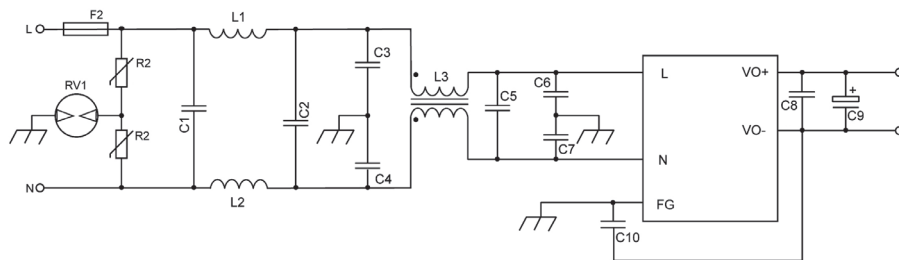 L
F2
L1
R2
RV1
R2
C1
C2
C3
C4
L2
N
L3
C5
C6
C7
L
VO+
VO-
N
FG
C8
+
C9
C10